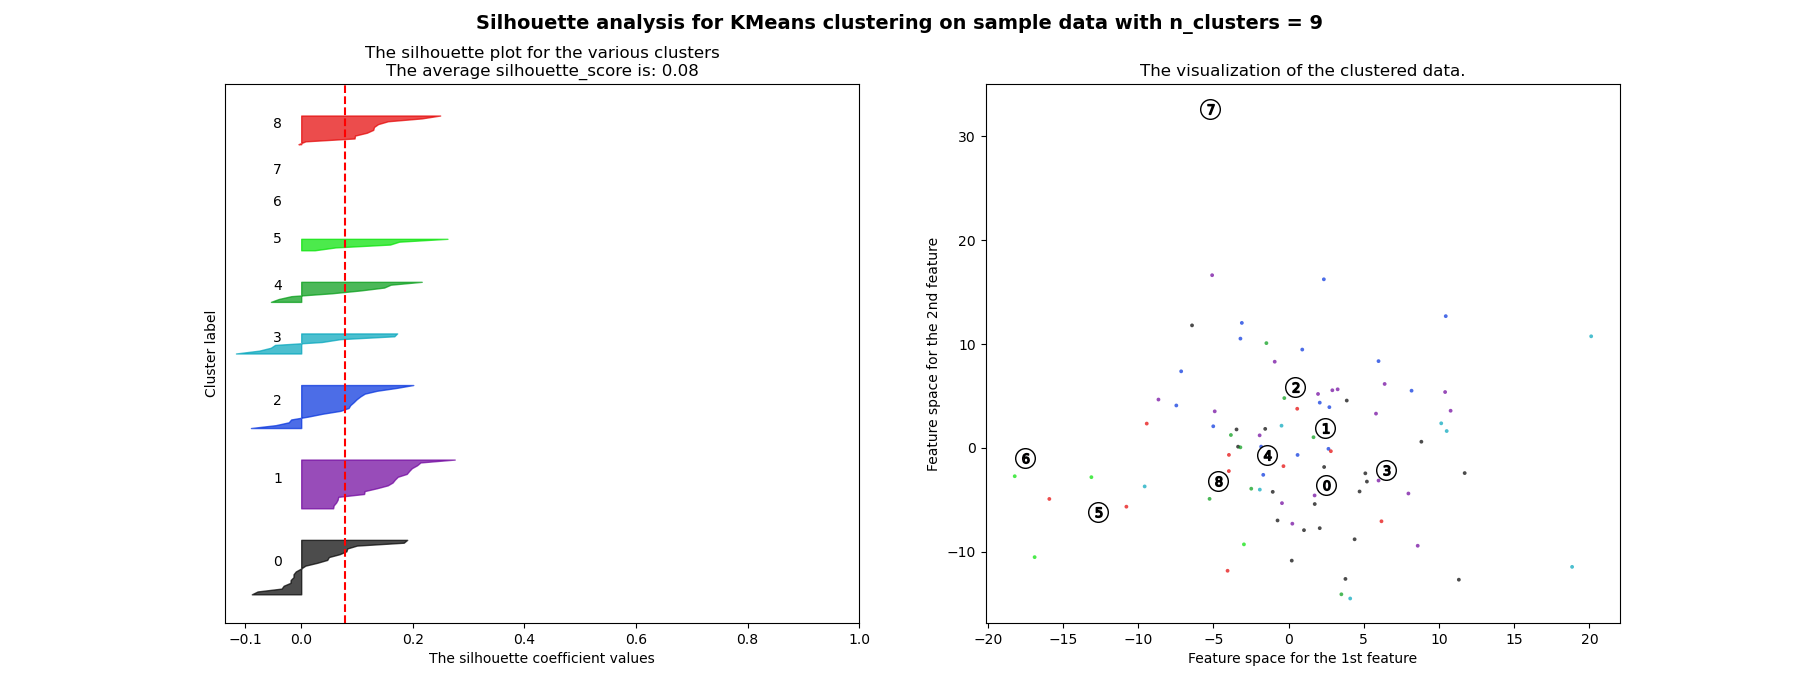 Silhouette analysis for KMeans clustering on sample data with n_clusters = 9
The silhouette plot for the various clusters
The average silhouette_score is: 0.08
8
7
6
5
4
3
2
1
0
Cluster label
−0.1 0.0 0.2 0.4 0.6 0.8 1.0
The silhouette coefficient values
The visualization of the clustered data.
7
2
1
4
6
3
8
0
5
30
20
10
0
−10
Feature space for the 2nd feature
−20 −15 −10 −5 0 5 10 15 20
Feature space for the 1st feature